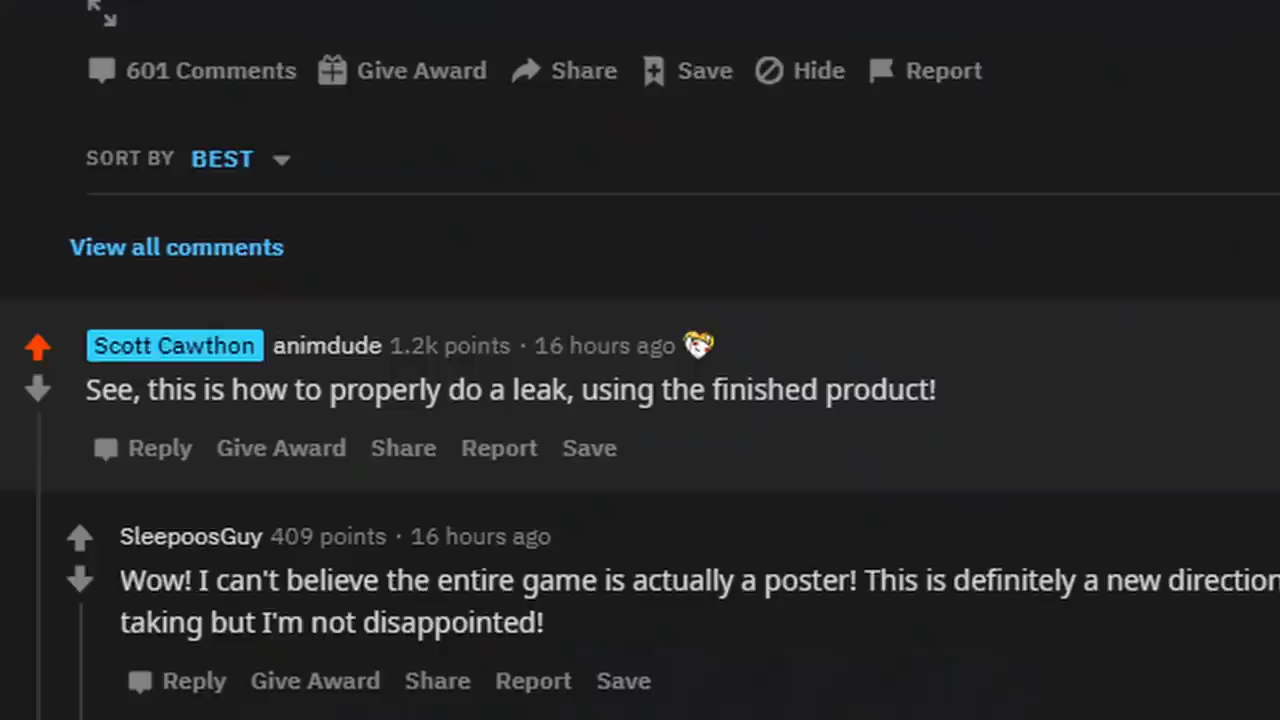 601 Comments Give Award Share Save Hide Report
SORT BY BEST
View all comments
Scott Cawthon animdude 1.2k points · 16 hours ago
See, this is how to properly do a leak, using the finished product!
Reply Give Award Share Report Save
SleepoosGuy 409 points · 16 hours ago
Wow! I can't believe the entire game is actually a poster! This is definitely a new direction
taking but I'm not disappointed!
Reply Give Award Share Report Save